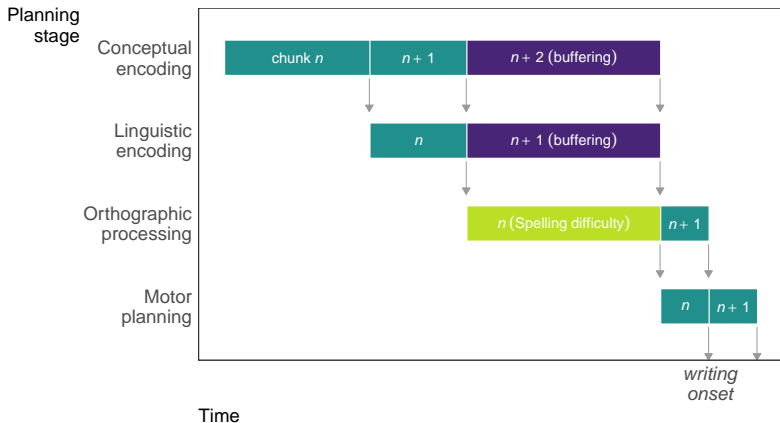 Planning
stage
Conceptual
encoding
chunk n
n + 1
n + 2 (buffering)
Linguistic
encoding
n
n + 1 (buffering)
Orthographic
processing
n (Spelling difficulty)
n + 1
Motor
planning
n
n + 1
writing
onset
Time